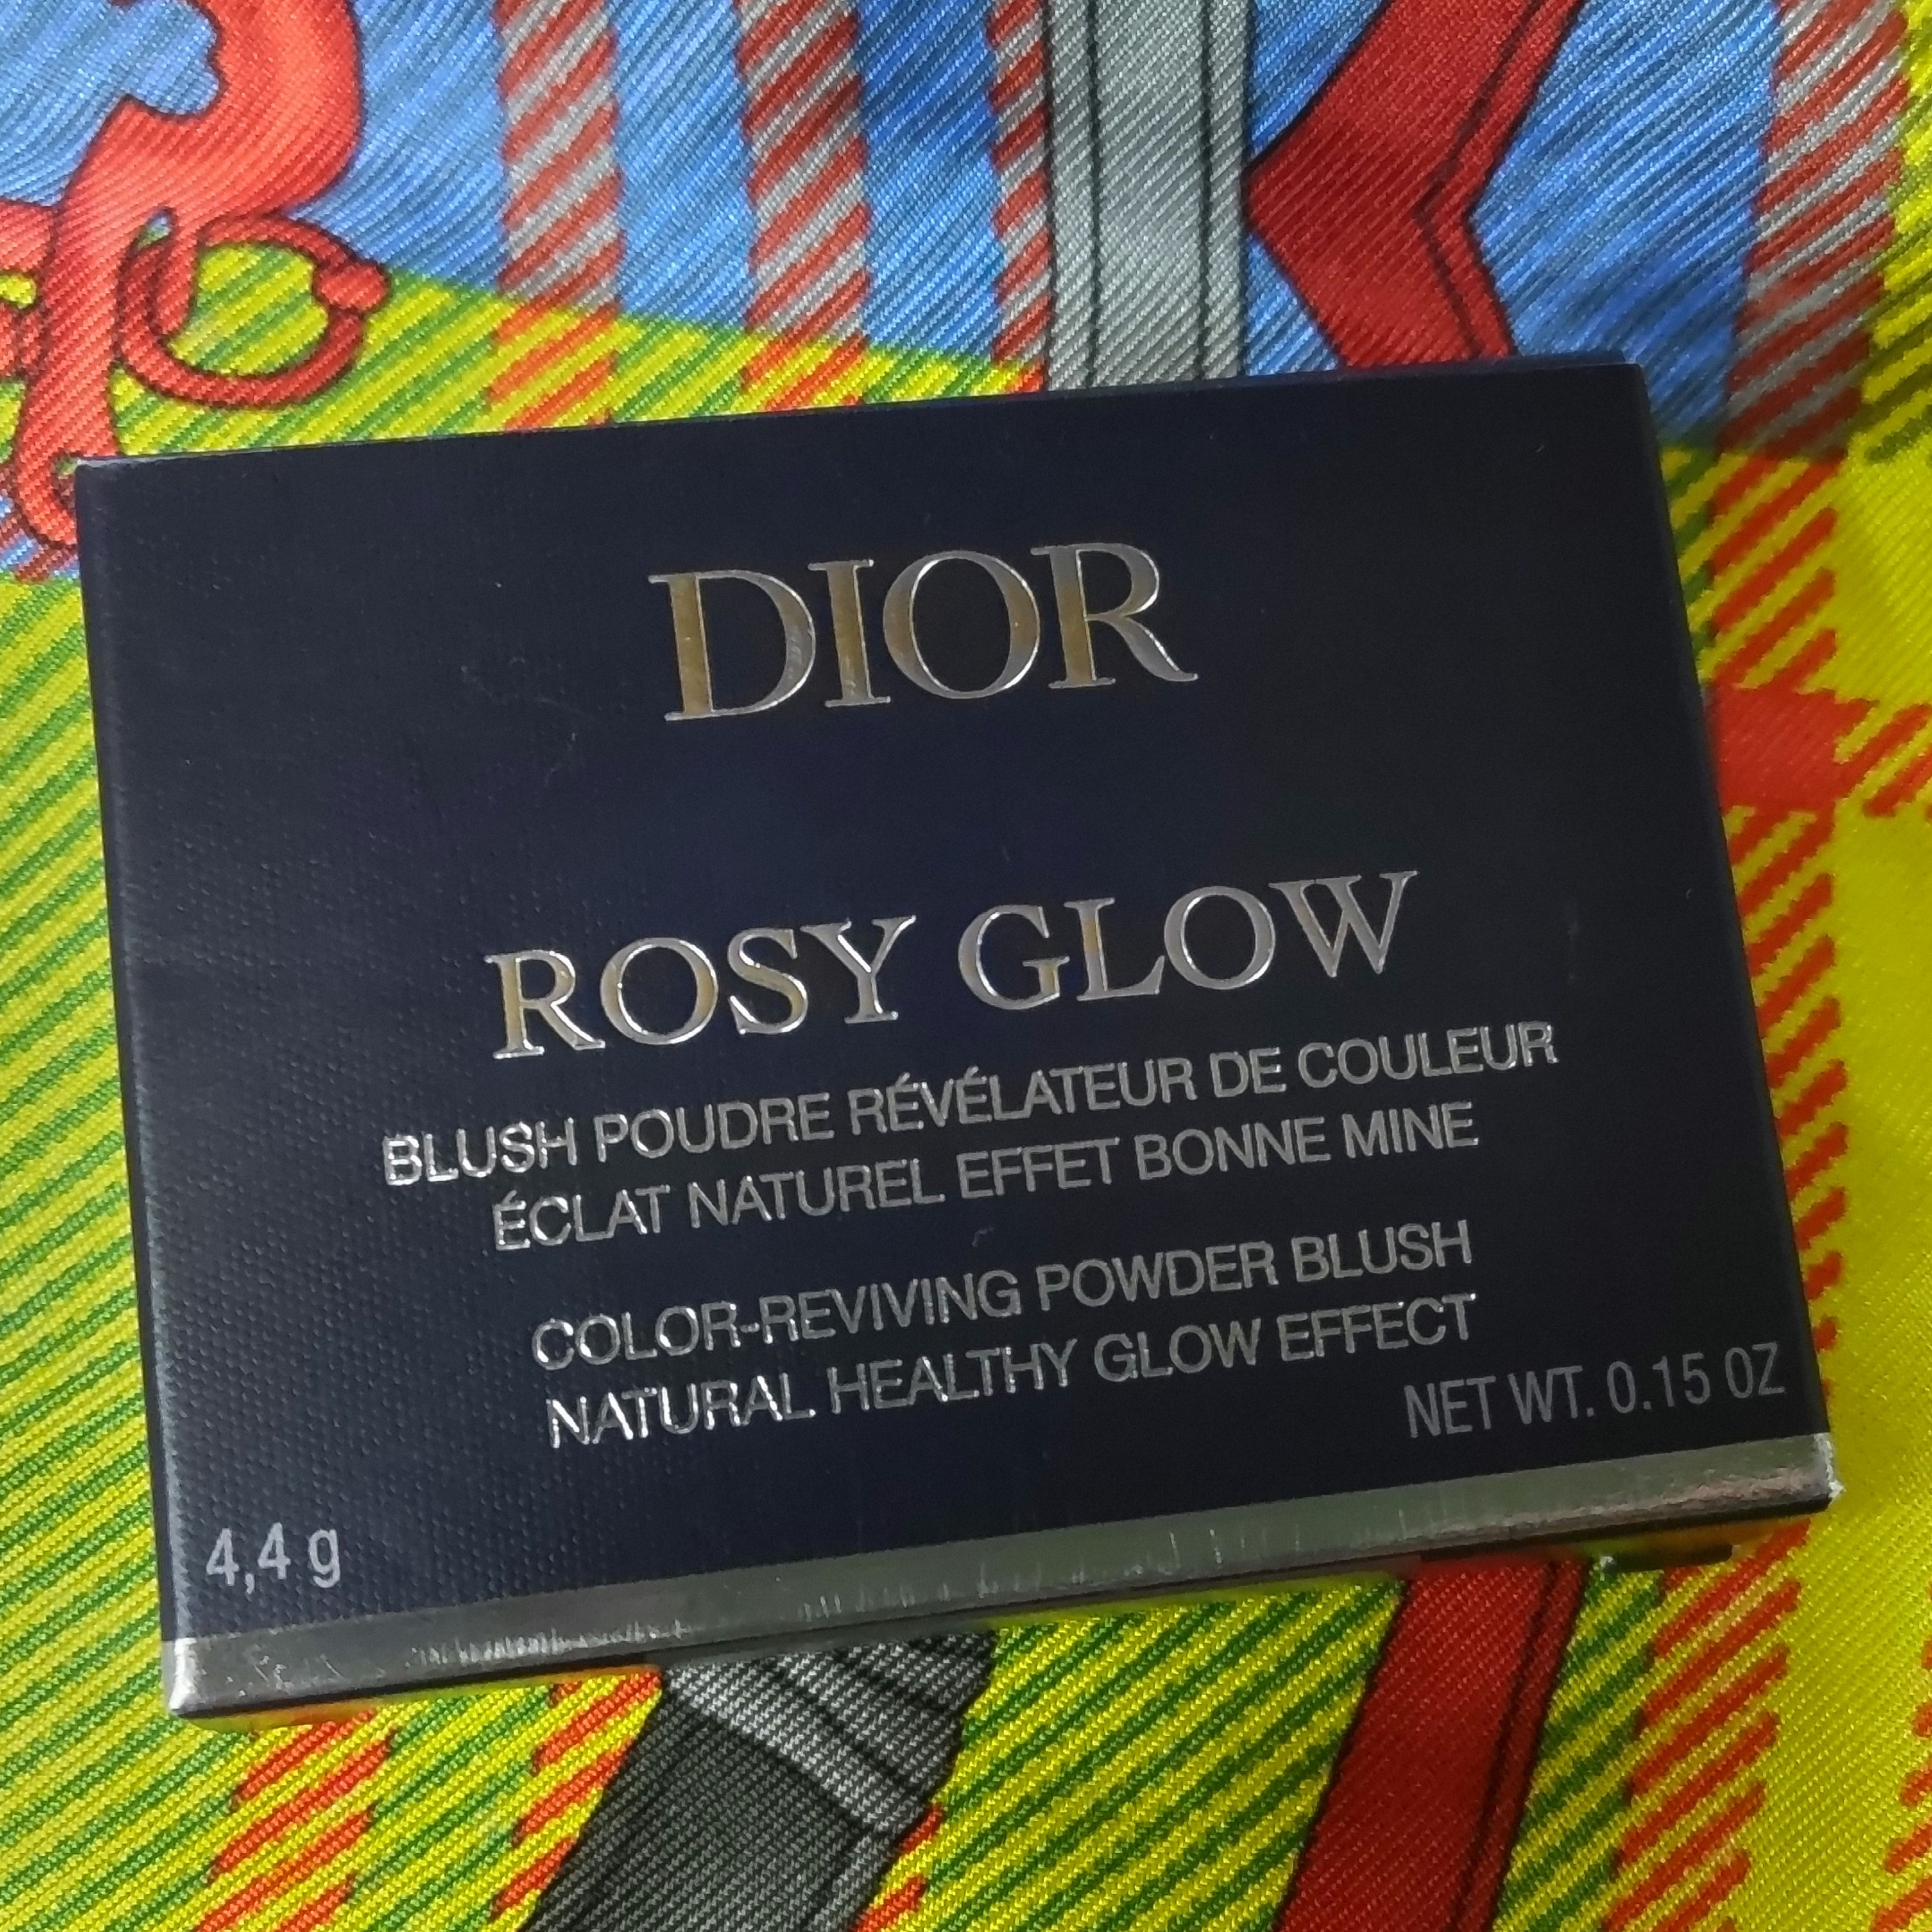 DIOR
ROSY GLOW
BLUSH POUDRE RÉVÉLATEUR DE COULEUR
ÉCLAT NATUREL EFFET BONNE MINE
COLOR-REVIVING POWDER BLUSH
NATURAL HEALTHY GLOW EFFECT
NET WT. 0.15 OZ
4,4 g